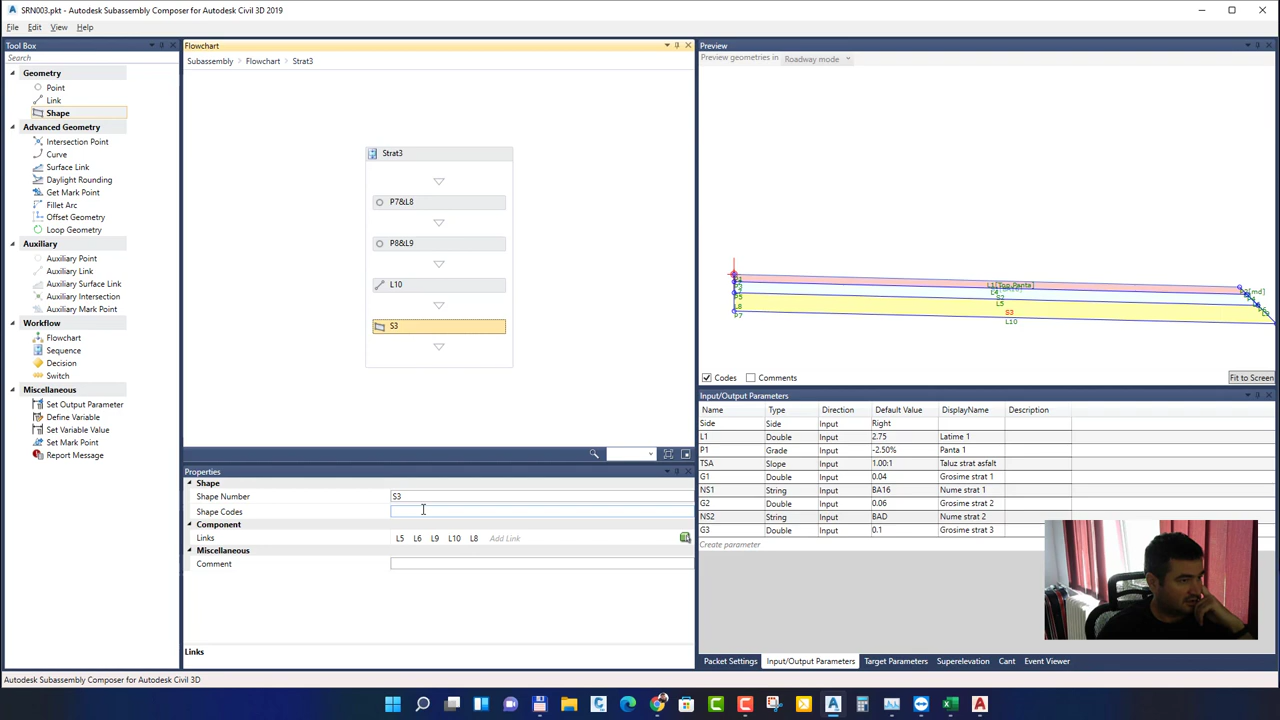 SRN003.pkt - Autodesk Subassembly Composer for Autodesk Civil 3D 2019
File Edit View Help
Tool Box
Search
Geometry
Point
Link
Shape
Advanced Geometry
Intersection Point
Curve
Surface Link
Daylight Rounding
Get Mark Point
Fillet Arc
Offset Geometry
Loop Geometry
Auxiliary
Auxiliary Point
Auxiliary Link
Auxiliary Surface Link
Auxiliary Intersection
Auxiliary Mark Point
Workflow
Flowchart
Sequence
Decision
Switch
Miscellaneous
Set Output Parameter
Define Variable
Set Variable Value
Set Mark Point
Report Message
Flowchart
Subassembly > Flowchart > Strat3
Strat3
P7&L8
P8&L9
L10
S3
Properties
Shape
Shape Number S3
Shape Codes
Component
Links L5 L6 L9 L10 L8 Add Link
Miscellaneous
Comment
Links
Preview
Preview geometries in Roadway mode
L1[Top,Panta]
S2
L5
S3
L10
L8
P7
P5
Codes Comments Fit to Screen
Input/Output Parameters
Name Type Direction Default Value DisplayName Description
Side Side Input Right
L1 Double Input 2.75 Latime 1
P1 Grade Input -2.50% Panta 1
TSA Slope Input 1.00:1 Taluz strat asfalt
G1 Double Input 0.04 Grosime strat 1
NS1 String Input BA16 Nume strat 1
G2 Double Input 0.06 Grosime strat 2
NS2 String Input BAD Nume strat 2
G3 Double Input 0.1 Grosime strat 3
Create parameter
Packet Settings Input/Output Parameters Target Parameters Superelevation Cant Event Viewer
Autodesk Subassembly Composer for Autodesk Civil 3D 2019